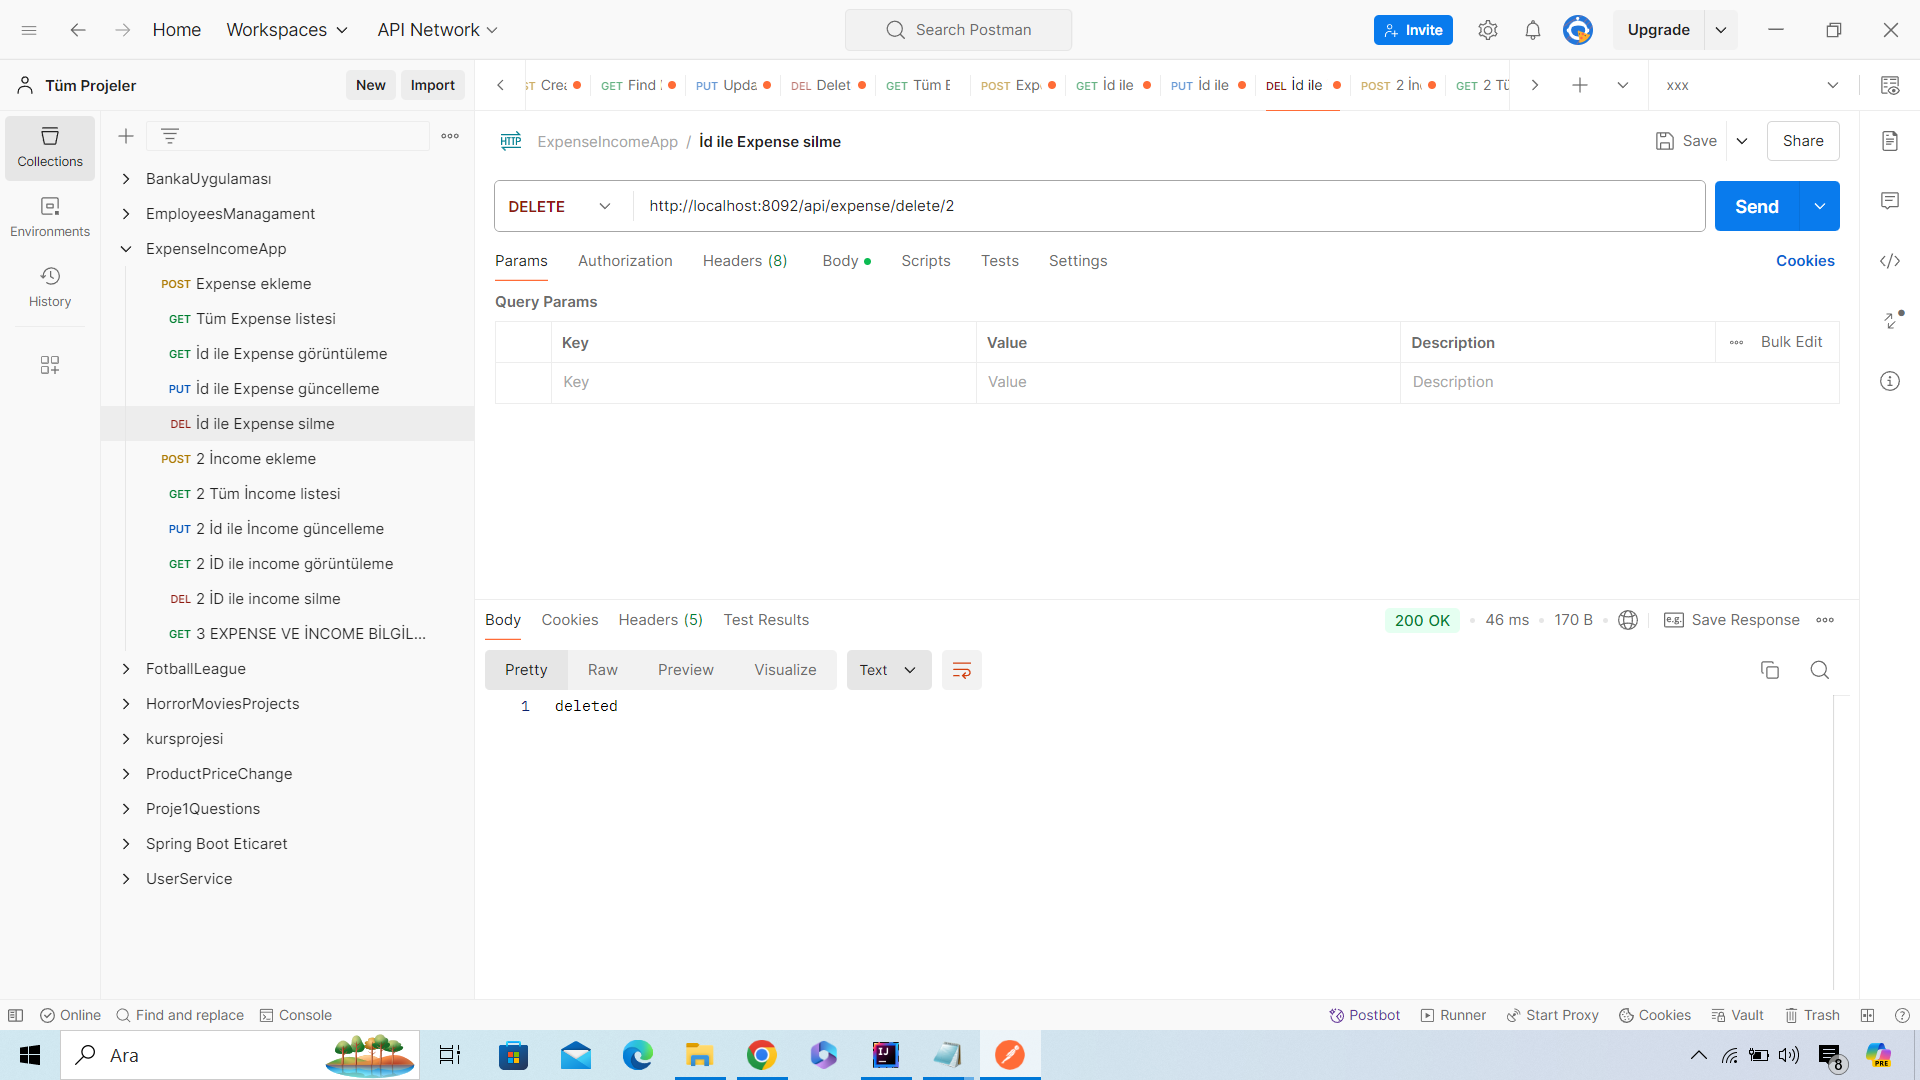 Home
Workspaces
API Network
Search Postman
Invite
Upgrade
Tüm Projeler
New
Import
Crea
GET Find
PUT Upda
DEL Delet
GET Tüm E
POST Exp
GET İd ile
PUT İd ile
DEL İd ile
POST 2 İn
GET 2 Tü
xxx
Collections
Environments
History
BankaUygulaması
EmployeesManagament
ExpenseIncomeApp
POST Expense ekleme
GET Tüm Expense listesi
GET İd ile Expense görüntüleme
PUT İd ile Expense güncelleme
DEL İd ile Expense silme
POST 2 İncome ekleme
GET 2 Tüm İncome listesi
PUT 2 İd ile İncome güncelleme
GET 2 İD ile income görüntüleme
DEL 2 İD ile income silme
GET 3 EXPENSE VE İNCOME BİLGİL...
FotballLeague
HorrorMoviesProjects
kursprojesi
ProductPriceChange
Proje1Questions
Spring Boot Eticaret
UserService
HTTP ExpenseIncomeApp / İd ile Expense silme
Save
Share
DELETE
http://localhost:8092/api/expense/delete/2
Send
Params Authorization Headers (8) Body Scripts Tests Settings
Cookies
Query Params
Key Value Description Bulk Edit
Key Value Description
Body Cookies Headers (5) Test Results
200 OK 46 ms 170 B e.g. Save Response
Pretty Raw Preview Visualize Text
1 deleted
Online Find and replace Console
Postbot Runner Start Proxy Cookies Vault Trash
Ara
IJ
8
PRE